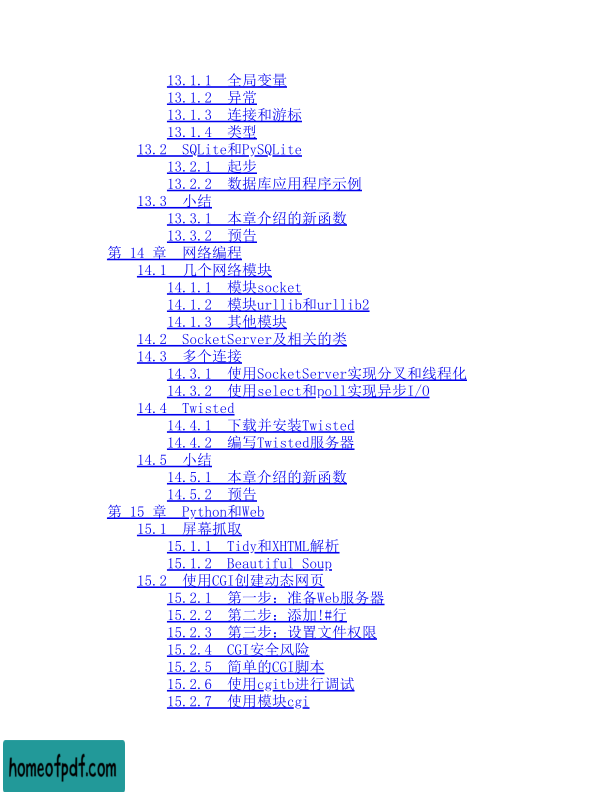 13.1.1 全局变量
13.1.2 异常
13.1.3 连接和游标
13.1.4 类型
13.2 SQLite和PySQLite
13.2.1 起步
13.2.2 数据库应用程序示例
13.3 小结
13.3.1 本章介绍的新函数
13.3.2 预告
第 14 章 网络编程
14.1 几个网络模块
14.1.1 模块socket
14.1.2 模块urllib和urllib2
14.1.3 其他模块
14.2 SocketServer及相关的类
14.3 多个连接
14.3.1 使用SocketServer实现分叉和线程化
14.3.2 使用select和poll实现异步I/O
14.4 Twisted
14.4.1 下载并安装Twisted
14.4.2 编写Twisted服务器
14.5 小结
14.5.1 本章介绍的新函数
14.5.2 预告
第 15 章 Python和Web
15.1 屏幕抓取
15.1.1 Tidy和XHTML解析
15.1.2 Beautiful Soup
15.2 使用CGI创建动态网页
15.2.1 第一步：准备Web服务器
15.2.2 第二步：添加!#行
15.2.3 第三步：设置文件权限
15.2.4 CGI安全风险
15.2.5 简单的CGI脚本
15.2.6 使用cgitb进行调试
15.2.7 使用模块cgi
homeofpdf.com